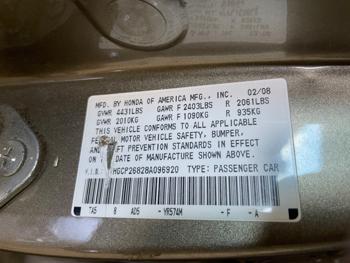 MFD. BY HONDA OF AMERICA MFG., INC. 02/08
GVWR 4431LBS GAWR F 2403LBS R 2061LBS
GVWR 2010KG GAWR F 1090KG R 935KG
THIS VEHICLE CONFORMS TO ALL APPLICABLE
FEDERAL MOTOR VEHICLE SAFETY, BUMPER,
AND THEFT PREVENTION STANDARDS IN EFFECT
ON DATE OF MANUFACTURE SHOWN ABOVE.
V.I.N.: HGCP26828A096920 TYPE: PASSENGER CAR
TA5 8 AD5 - YR574M - F - A